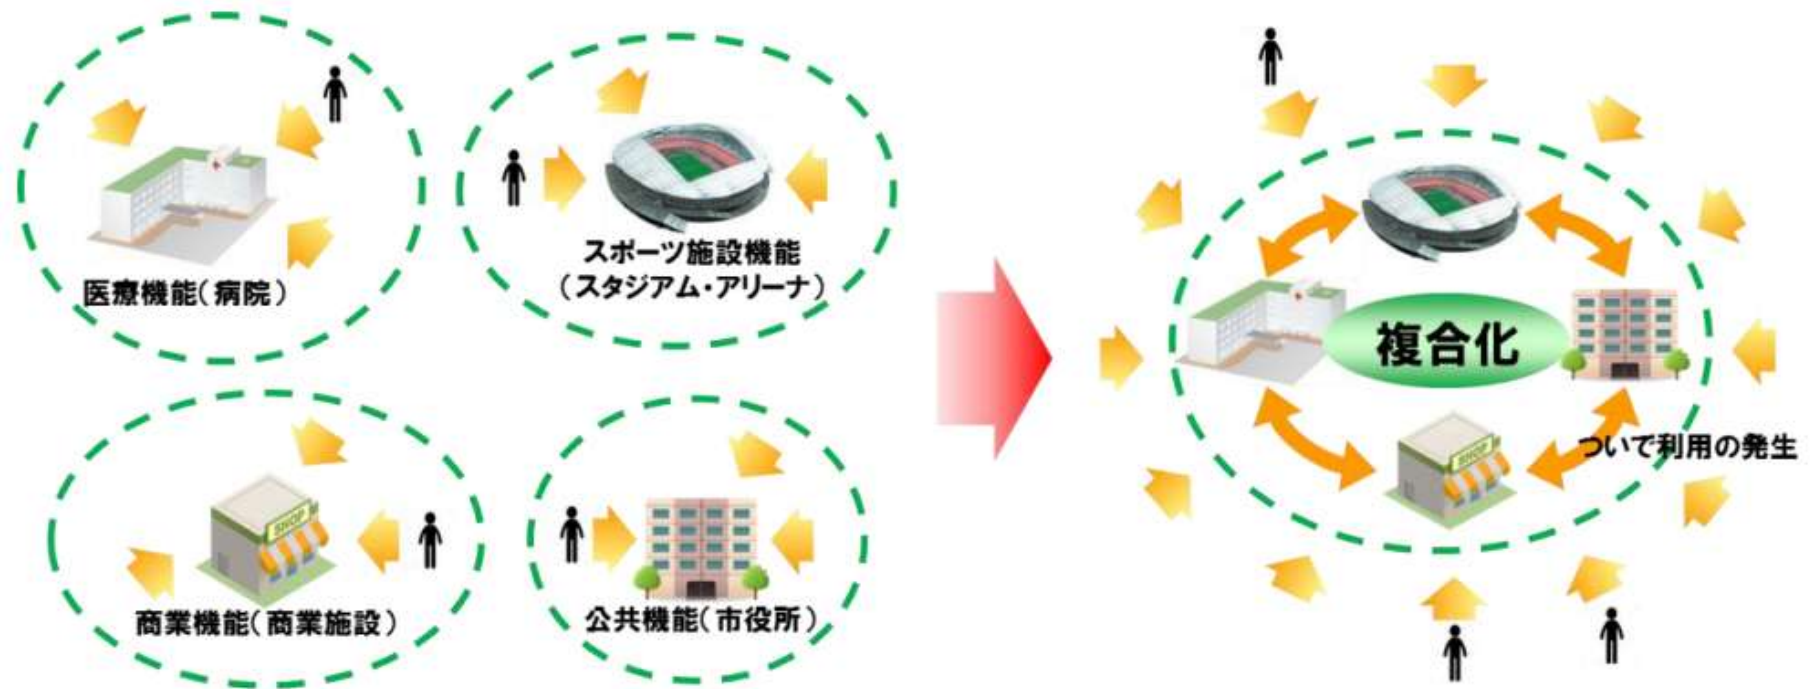 医療機能(病院)
スポーツ施設機能
(スタジアム・アリーナ)
SHOP
商業機能(商業施設)
公共機能(市役所)
複合化
SHOP
ついで利用の発生